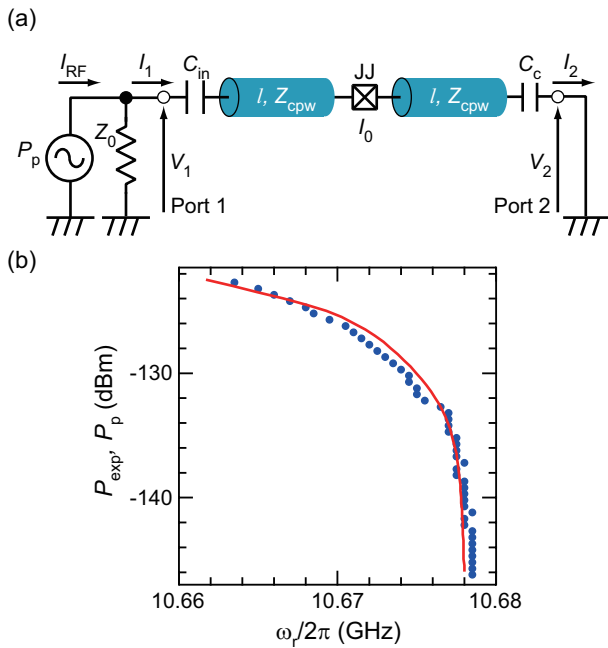 (a)
I_RF I_1 C_in JJ C_c I_2
l, Z_cpw l, Z_cpw
I_0
P_p Z_0 V_1 V_2
Port 1 Port 2
(b)
P_exp, P_p (dBm)
-130
-140
10.66 10.67 10.68
ω_r/2π (GHz)